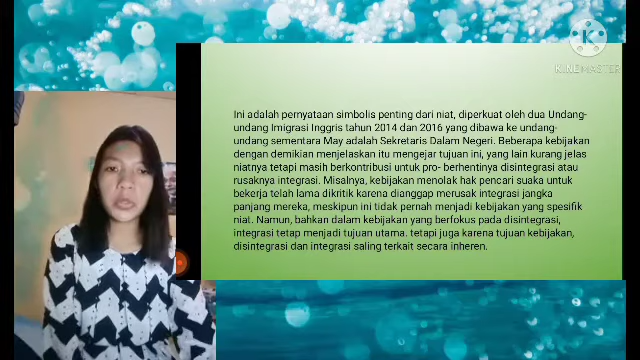 K
KINEMASTER
Ini adalah pernyataan simbolis penting dari niat, diperkuat oleh dua Undang-
undang Imigrasi Inggris tahun 2014 dan 2016 yang dibawa ke undang-
undang sementara May adalah Sekretaris Dalam Negeri. Beberapa kebijakan
dengan demikian menjelaskan itu mengejar tujuan ini, yang lain kurang jelas
niatnya tetapi masih berkontribusi untuk pro- berhentinya disintegrasi atau
rusaknya integrasi. Misalnya, kebijakan menolak hak pencari suaka untuk
bekerja telah lama dikritik karena dianggap merusak integrasi jangka
panjang mereka, meskipun ini tidak pernah menjadi kebijakan yang spesifik
niat. Namun, bahkan dalam kebijakan yang berfokus pada disintegrasi,
integrasi tetap menjadi tujuan utama. tetapi juga karena tujuan kebijakan,
disintegrasi dan integrasi saling terkait secara inheren.